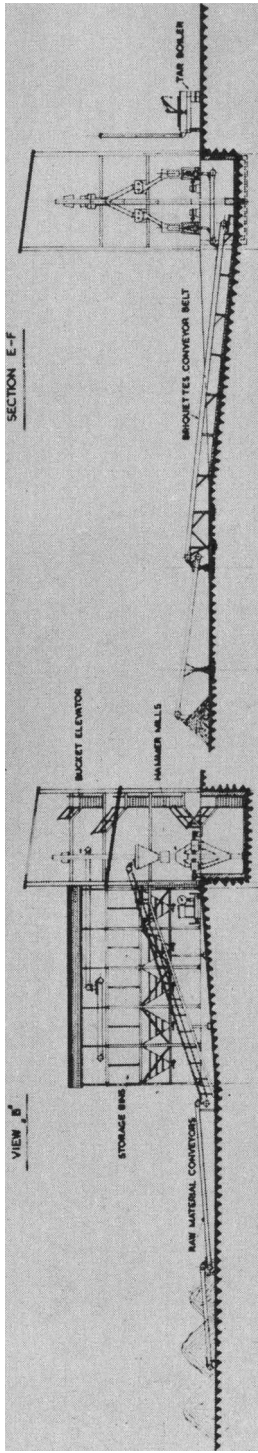 VIEW "B"
STORAGE BINS
RAW MATERIAL CONVEYORS
BUCKET ELEVATOR
HAMMER MILLS
SECTION E-F
BRIQUETTES CONVEYOR BELT
TAR BOILER